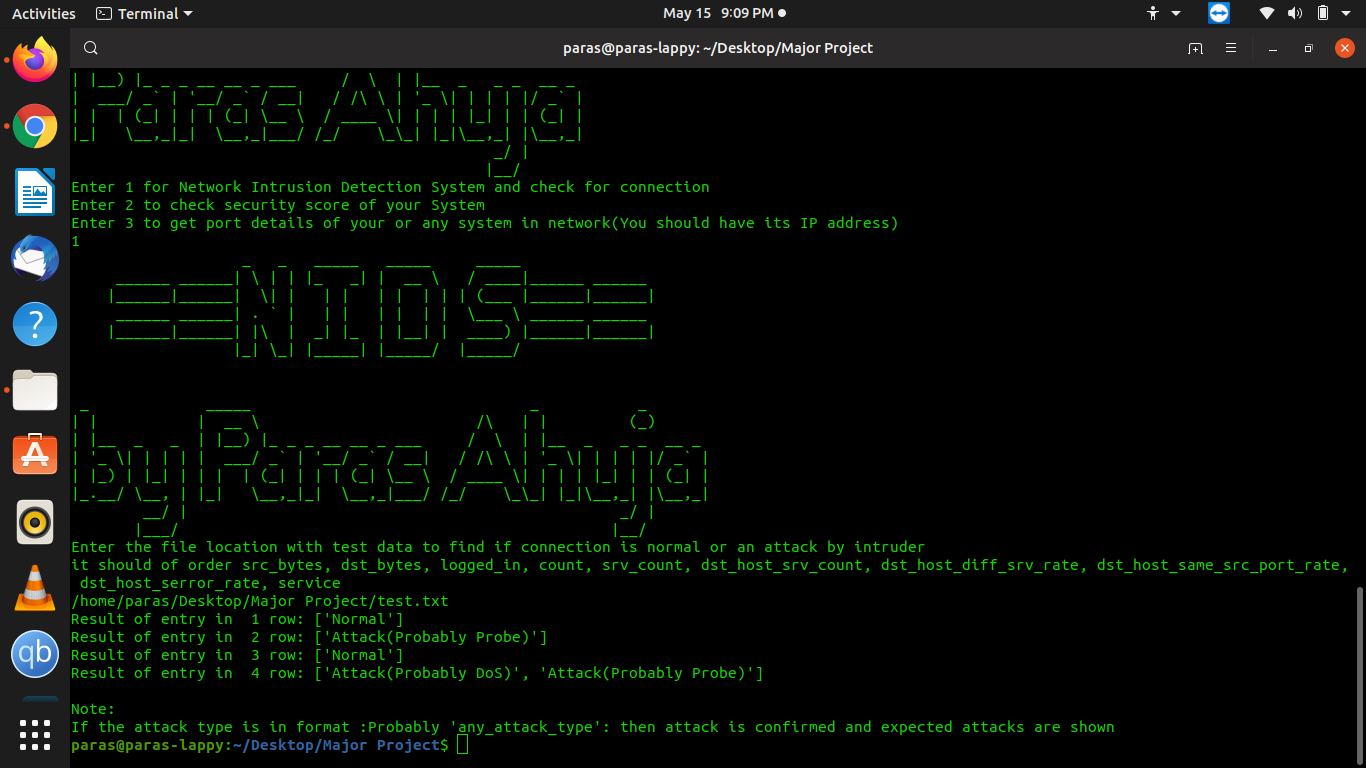 Activities Terminal May 15 9:09 PM
paras@paras-lappy: ~/Desktop/Major Project
Paras Ahuja
Enter 1 for Network Intrusion Detection System and check for connection
Enter 2 to check security score of your System
Enter 3 to get port details of your or any system in network(You should have its IP address)
1
==NIDS==
by Paras Ahuja
Enter the file location with test data to find if connection is normal or an attack by intruder
it should of order src_bytes, dst_bytes, logged_in, count, srv_count, dst_host_srv_count, dst_host_diff_srv_rate, dst_host_same_src_port_rate,
dst_host_serror_rate, service
/home/paras/Desktop/Major Project/test.txt
Result of entry in  1 row: ['Normal']
Result of entry in  2 row: ['Attack(Probably Probe)']
Result of entry in  3 row: ['Normal']
Result of entry in  4 row: ['Attack(Probably DoS)', 'Attack(Probably Probe)']
Note:
If the attack type is in format :Probably 'any_attack_type': then attack is confirmed and expected attacks are shown
paras@paras-lappy:~/Desktop/Major Project$
qb